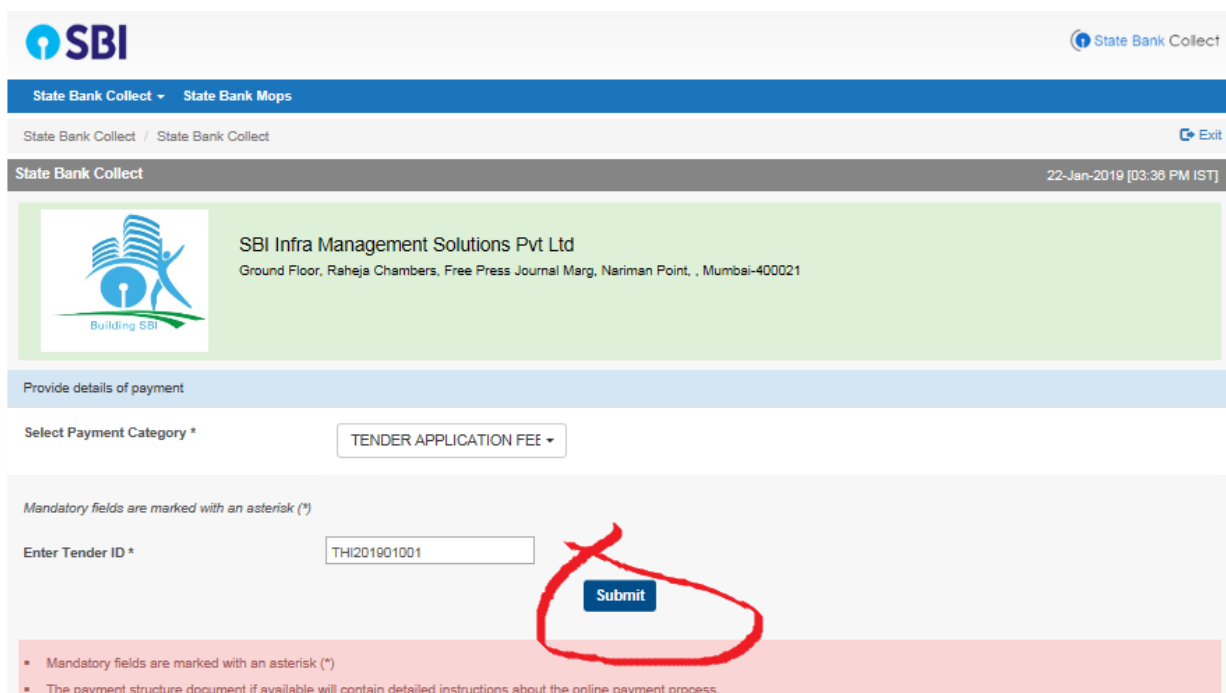 SBI
State Bank Collect
State Bank Collect State Bank Mops
State Bank Collect / State Bank Collect Exit
State Bank Collect 22-Jan-2019 [03:36 PM IST]
SBI Infra Management Solutions Pvt Ltd
Ground Floor, Raheja Chambers, Free Press Journal Marg, Nariman Point, , Mumbai-400021
Building SBI
Provide details of payment
Select Payment Category * TENDER APPLICATION FEE
Mandatory fields are marked with an asterisk (*)
Enter Tender ID * THI201901001
Submit
Mandatory fields are marked with an asterisk (*)
The payment structure document if available will contain detailed instructions about the online payment process.